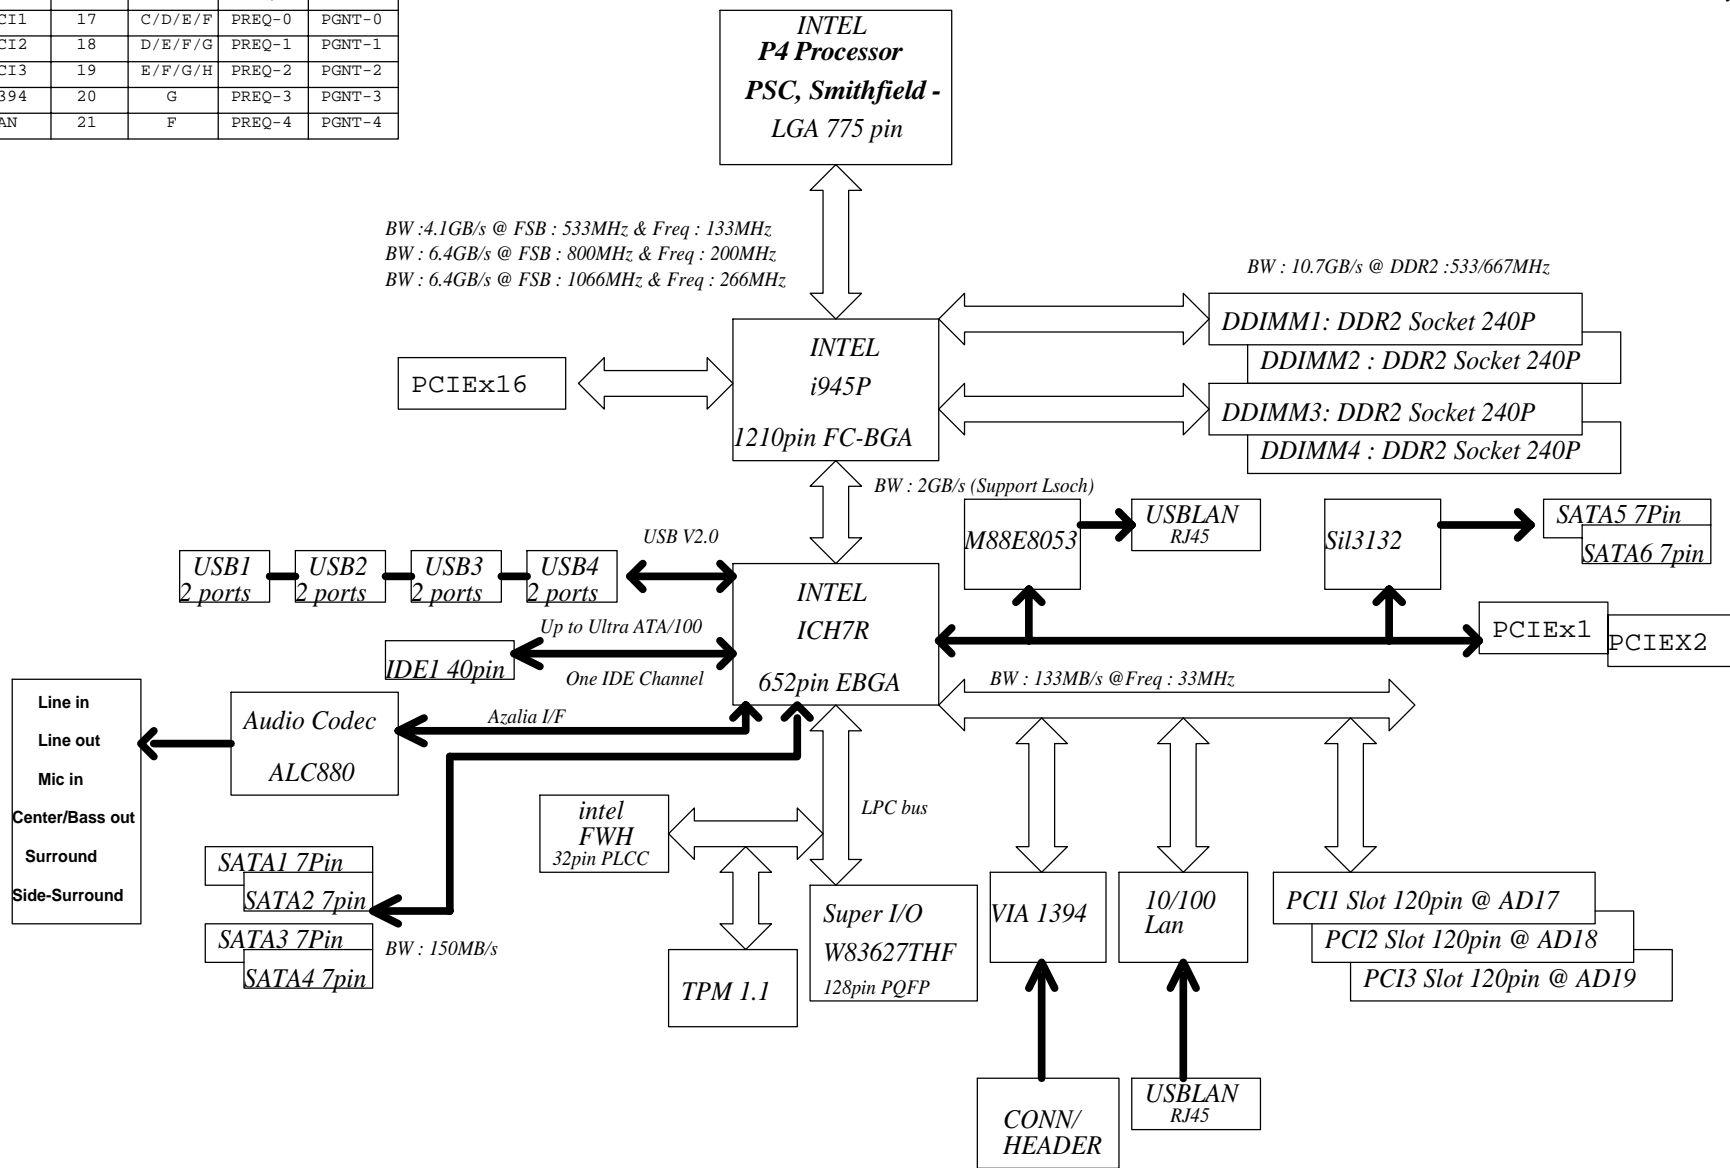 CI1 17 C/D/E/F PREQ-0 PGNT-0
CI2 18 D/E/F/G PREQ-1 PGNT-1
CI3 19 E/F/G/H PREQ-2 PGNT-2
394 20 G PREQ-3 PGNT-3
AN 21 F PREQ-4 PGNT-4
INTEL
P4 Processor
PSC, Smithfield -
LGA 775 pin
BW :4.1GB/s @ FSB : 533MHz & Freq : 133MHz
BW : 6.4GB/s @ FSB : 800MHz & Freq : 200MHz
BW : 6.4GB/s @ FSB : 1066MHz & Freq : 266MHz
BW : 10.7GB/s @ DDR2 :533/667MHz
DDIMM1: DDR2 Socket 240P
DDIMM2 : DDR2 Socket 240P
DDIMM3: DDR2 Socket 240P
DDIMM4 : DDR2 Socket 240P
INTEL
i945P
1210pin FC-BGA
PCIEx16
BW : 2GB/s (Support Lsoch)
M88E8053
USBLAN
RJ45
Sil3132
SATA5 7Pin
SATA6 7pin
USB V2.0
USB1
2 ports
USB2
2 ports
USB3
2 ports
USB4
2 ports
INTEL
ICH7R
652pin EBGA
PCIEx1
PCIEX2
Up to Ultra ATA/100
IDE1 40pin
One IDE Channel
BW : 133MB/s @Freq : 33MHz
Line in
Line out
Mic in
Center/Bass out
Surround
Side-Surround
Audio Codec
ALC880
Azalia I/F
LPC bus
intel
FWH
32pin PLCC
SATA1 7Pin
SATA2 7pin
SATA3 7Pin
SATA4 7pin
BW : 150MB/s
TPM 1.1
Super I/O
W83627THF
128pin PQFP
VIA 1394
10/100
Lan
PCI1 Slot 120pin @ AD17
PCI2 Slot 120pin @ AD18
PCI3 Slot 120pin @ AD19
CONN/
HEADER
USBLAN
RJ45